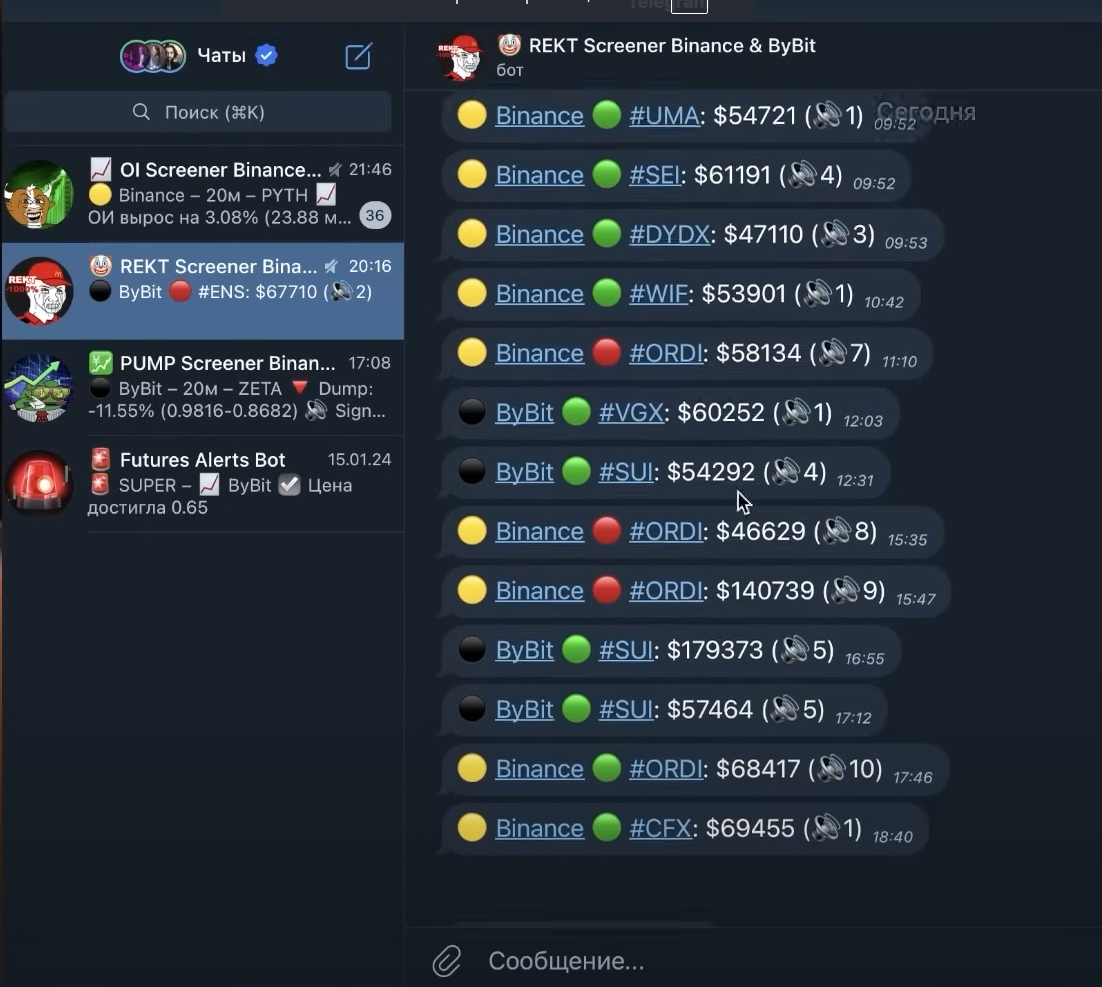 Чаты
Поиск (⌘K)
OI Screener Binance... 21:46
Binance – 20м – PYTH
ОИ вырос на 3.08% (23.88 м... 36
REKT Screener Bina... 20:16
ByBit #ENS: $67710 (2)
PUMP Screener Binan... 17:08
ByBit – 20м – ZETA Dump:
-11.55% (0.9816-0.8682) Sign...
Futures Alerts Bot 15.01.24
SUPER – ByBit Цена
достигла 0.65
REKT Screener Binance & ByBit
бот
Сегодня
Binance #UMA: $54721 (1) 09:52
Binance #SEI: $61191 (4) 09:52
Binance #DYDX: $47110 (3) 09:53
Binance #WIF: $53901 (1) 10:42
Binance #ORDI: $58134 (7) 11:10
ByBit #VGX: $60252 (1) 12:03
ByBit #SUI: $54292 (4) 12:31
Binance #ORDI: $46629 (8) 15:35
Binance #ORDI: $140739 (9) 15:47
ByBit #SUI: $179373 (5) 16:55
ByBit #SUI: $57464 (5) 17:12
Binance #ORDI: $68417 (10) 17:46
Binance #CFX: $69455 (1) 18:40
Сообщение...